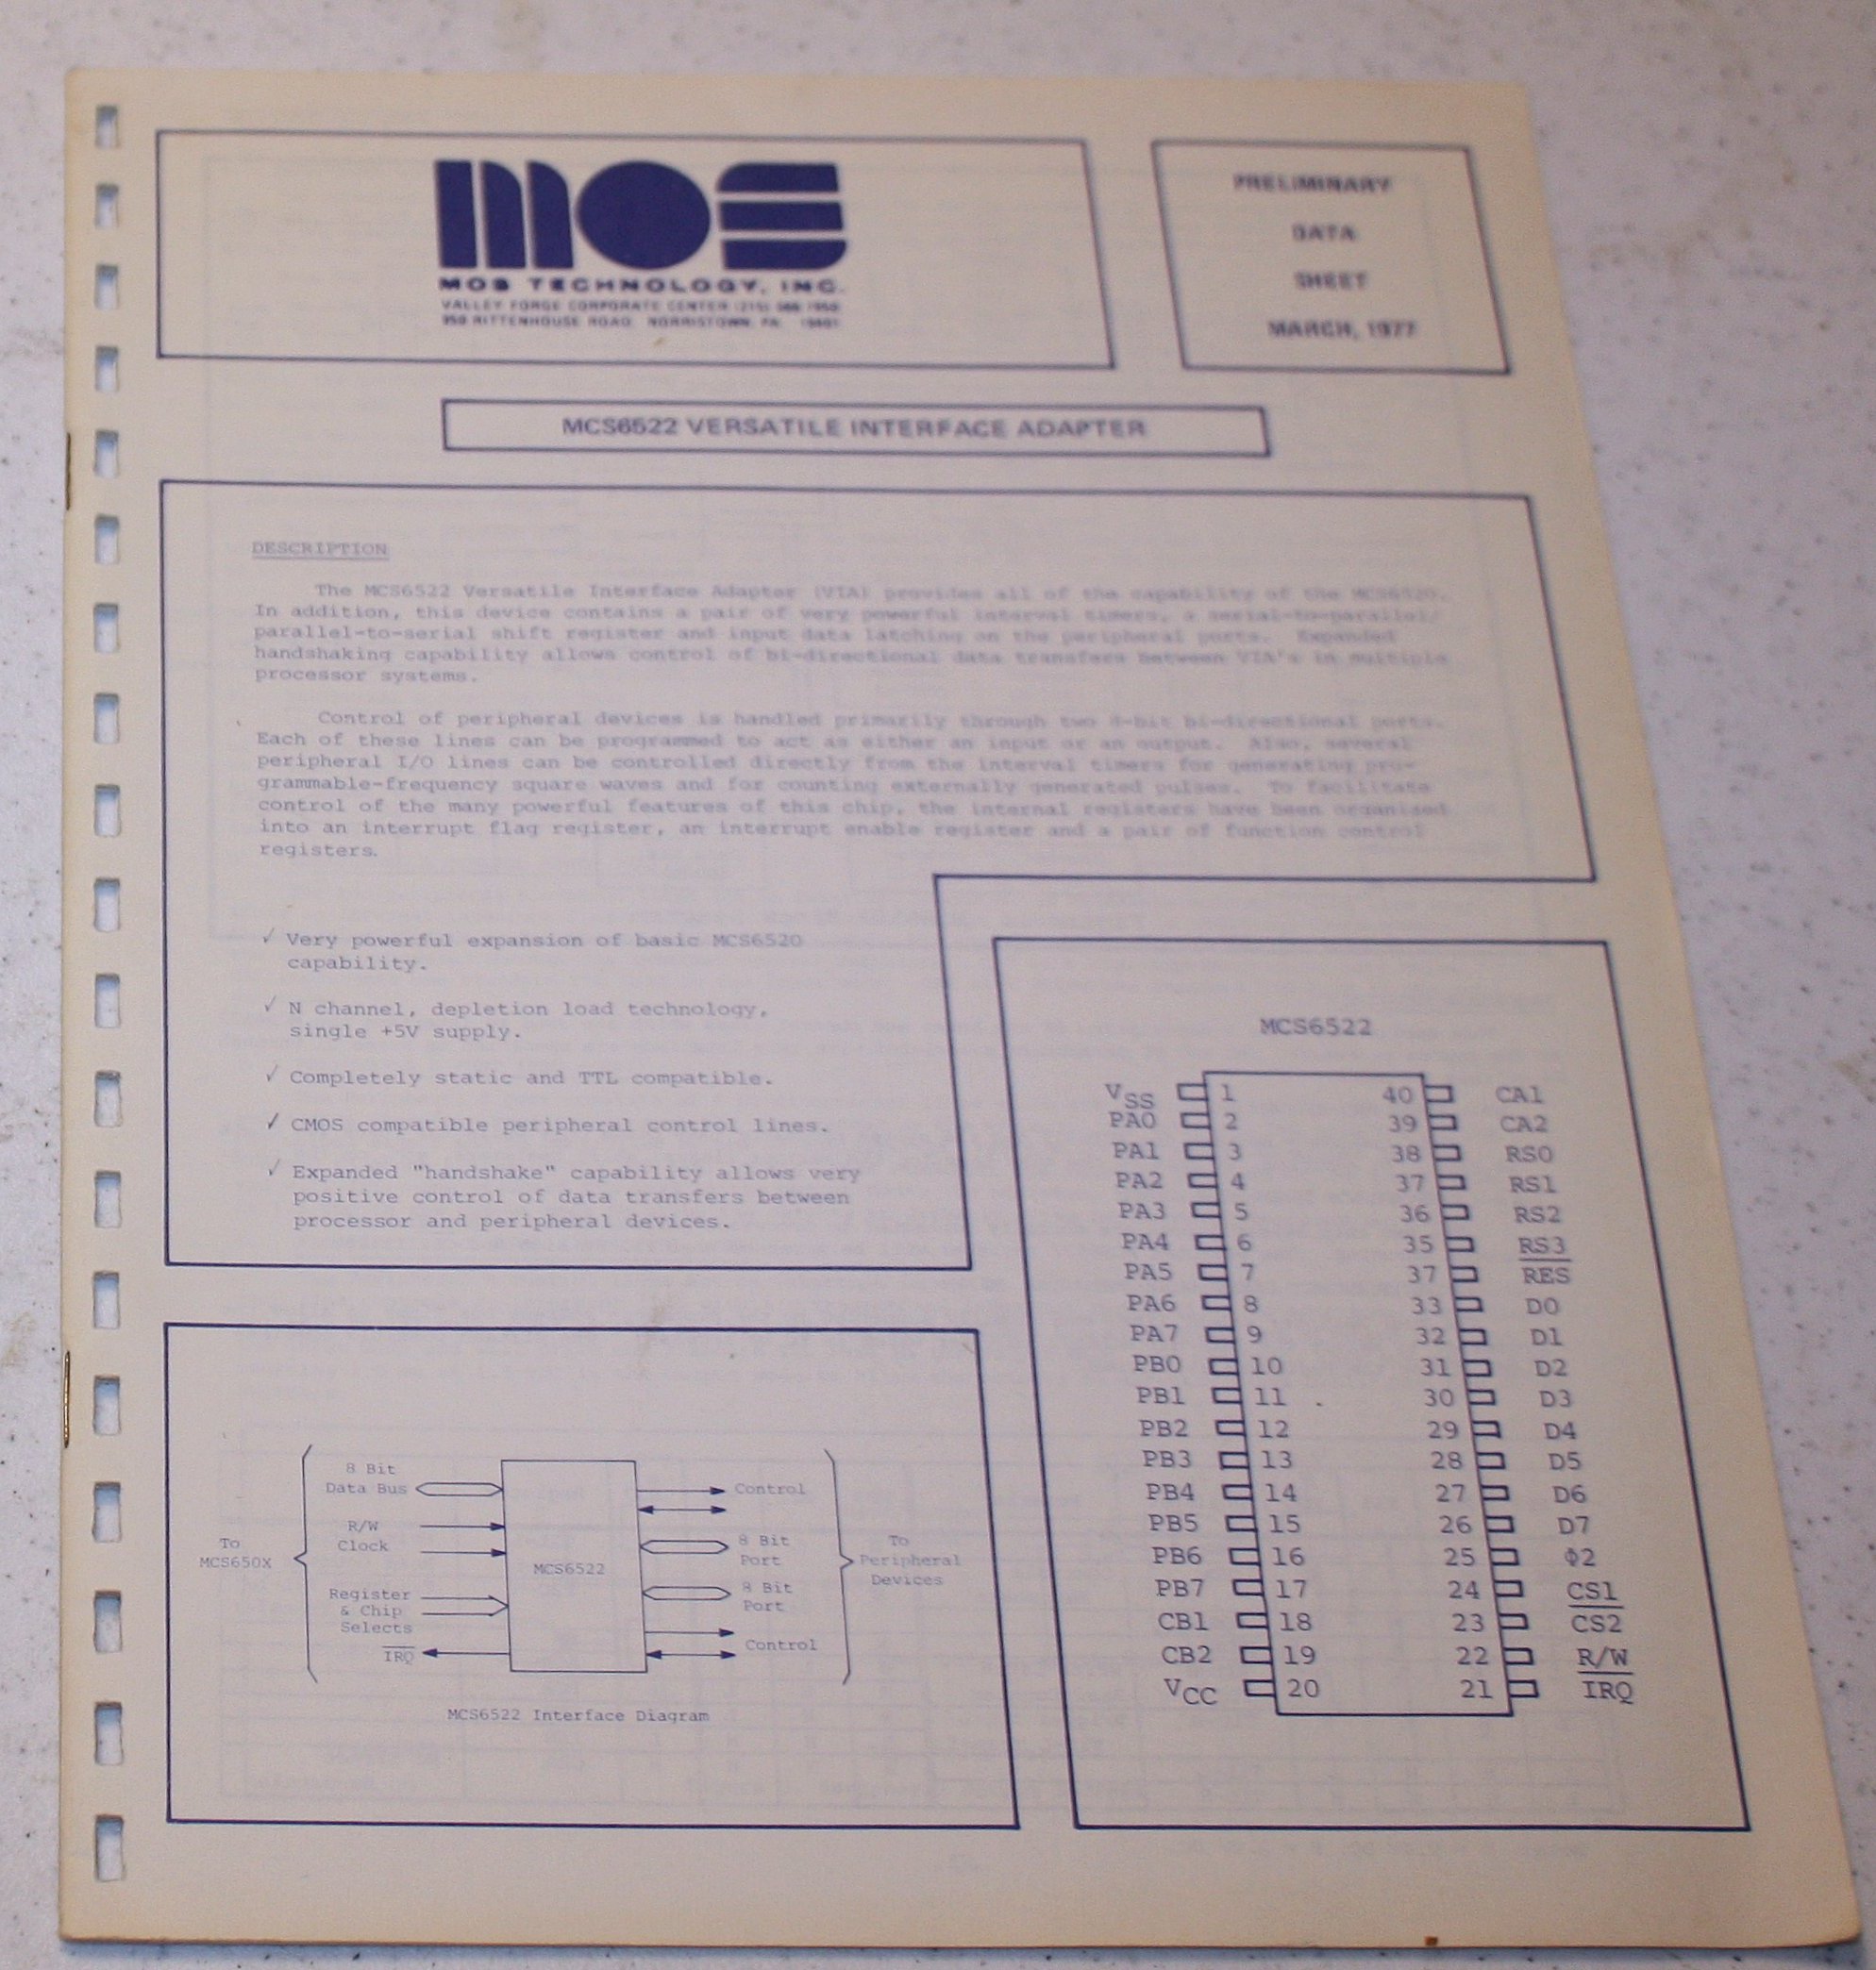 mos
MOS TECHNOLOGY, INC.
VALLEY FORGE CORPORATE CENTER (215) 666 7950
950 RITTENHOUSE ROAD, NORRISTOWN, PA. 19401
PRELIMINARY
DATA
SHEET
MARCH, 1977
MCS6522 VERSATILE INTERFACE ADAPTER
DESCRIPTION
The MCS6522 Versatile Interface Adapter (VIA) provides all of the capability of the MCS6520.
In addition, this device contains a pair of very powerful interval timers, a serial-to-parallel/
parallel-to-serial shift register and input data latching on the peripheral ports. Expanded
handshaking capability allows control of bi-directional data transfers between VIA's in multiple
processor systems.
Control of peripheral devices is handled primarily through two 8-bit bi-directional ports.
Each of these lines can be programmed to act as either an input or an output. Also, several
peripheral I/O lines can be controlled directly from the interval timers for generating pro-
grammable-frequency square waves and for counting externally generated pulses. To facilitate
control of the many powerful features of this chip, the internal registers have been organized
into an interrupt flag register, an interrupt enable register and a pair of function control
registers.
✓ Very powerful expansion of basic MCS6520
capability.
✓ N channel, depletion load technology,
single +5V supply.
✓ Completely static and TTL compatible.
✓ CMOS compatible peripheral control lines.
✓ Expanded "handshake" capability allows very
positive control of data transfers between
processor and peripheral devices.
MCS6522
VSS 1 40 CA1
PA0 2 39 CA2
PA1 3 38 RS0
PA2 4 37 RS1
PA3 5 36 RS2
PA4 6 35 RS3
PA5 7 37 RES
PA6 8 33 D0
PA7 9 32 D1
PB0 10 31 D2
PB1 11 30 D3
PB2 12 29 D4
PB3 13 28 D5
PB4 14 27 D6
PB5 15 26 D7
PB6 16 25 Φ2
PB7 17 24 CS1
CB1 18 23 CS2
CB2 19 22 R/W
VCC 20 21 IRQ
To
MCS650X
8 Bit
Data Bus
R/W
Clock
Register
& Chip
Selects
IRQ
MCS6522
Control
8 Bit
Port
8 Bit
Port
Control
To
Peripheral
Devices
MCS6522 Interface Diagram